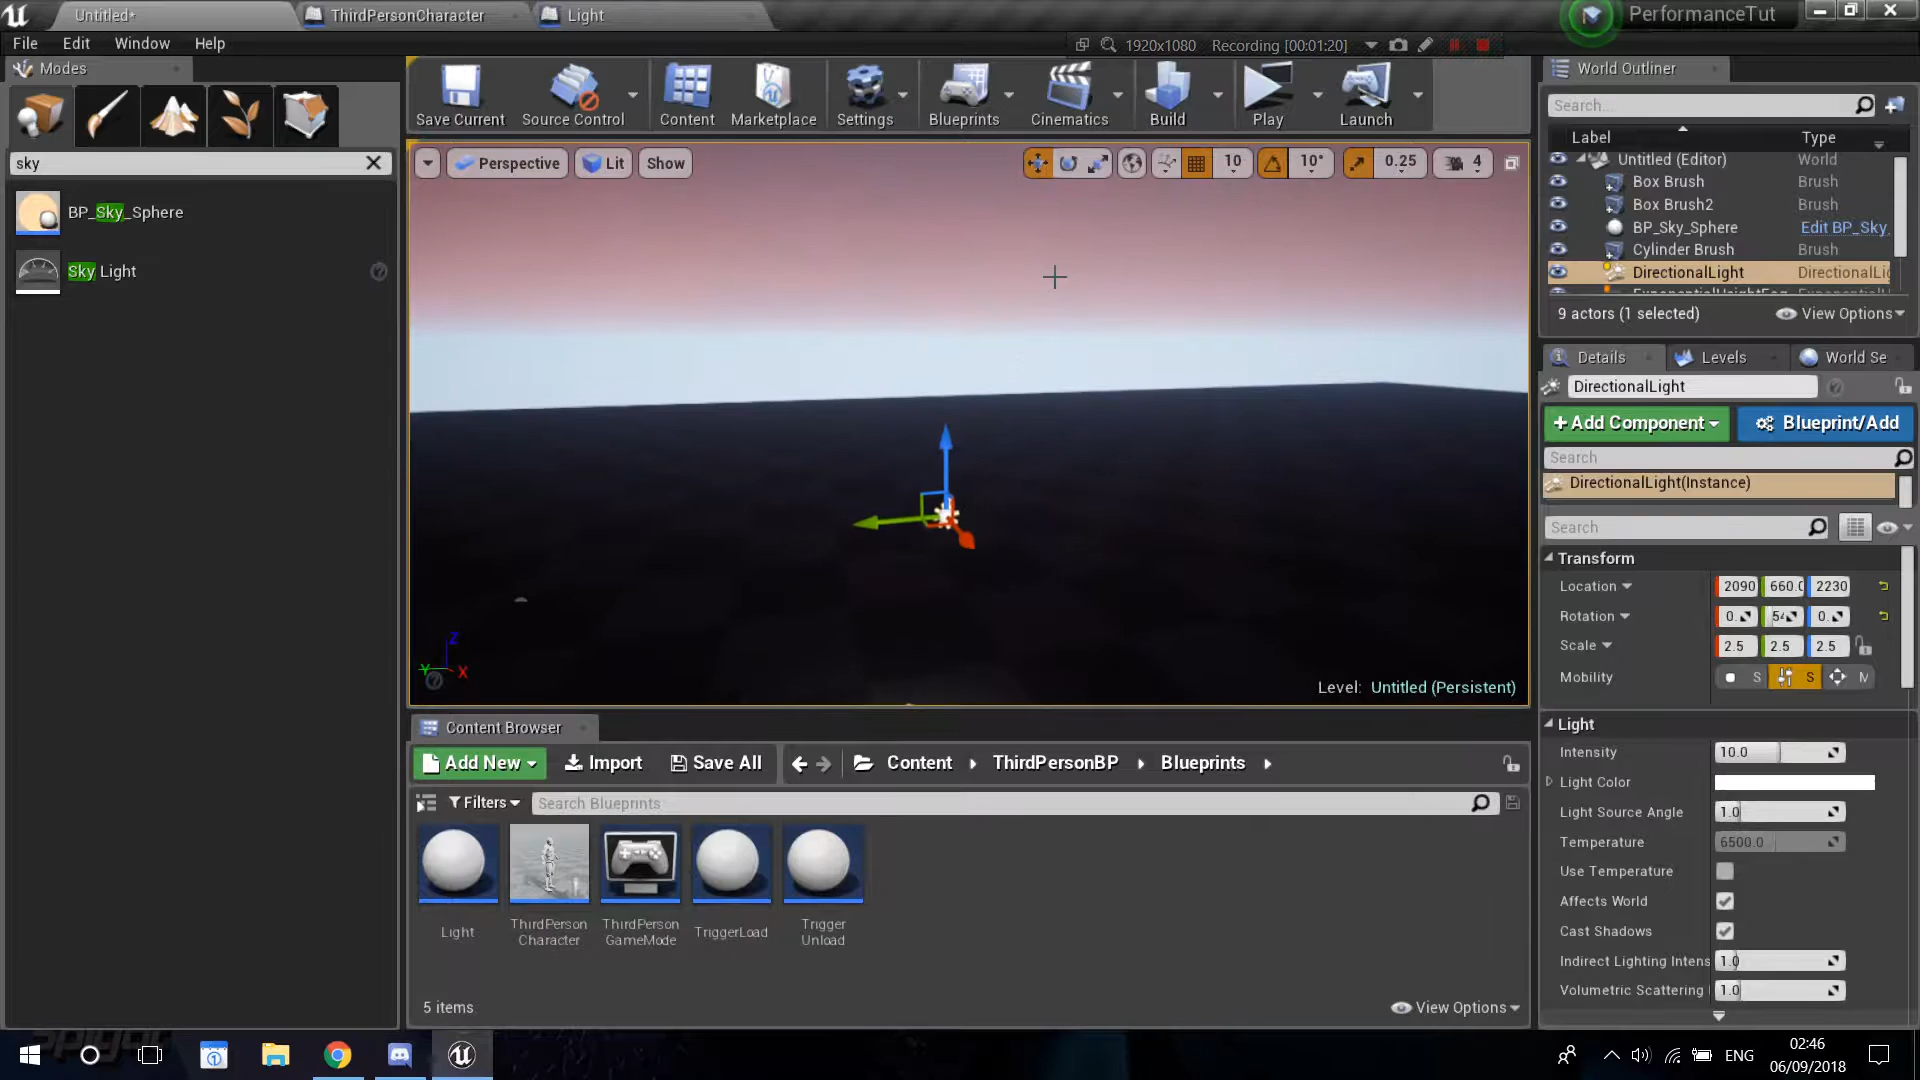 Untitled*
ThirdPersonCharacter
Light
PerformanceTut
File Edit Window Help
1920x1080 Recording [00:01:20]
Modes
World Outliner
Save Current
Source Control
Content
Marketplace
Settings
Blueprints
Cinematics
Build
Play
Launch
Search...
Label Type
sky
Perspective Lit Show
10 10° 0.25 4
Untitled (Editor) World
Box Brush Brush
Box Brush2 Brush
BP_Sky_Sphere Edit BP_Sky
Cylinder Brush Brush
DirectionalLight DirectionalLig
9 actors (1 selected) View Options
BP_Sky_Sphere
Sky Light
Details Levels World Se
DirectionalLight
+ Add Component Blueprint/Add
Search
DirectionalLight(Instance)
Search
Transform
Location 2090 660.0 2230
Rotation 0. 54 0.
Scale 2.5 2.5 2.5
Mobility S S M
Z
Y X
Level: Untitled (Persistent)
Light
Intensity 10.0
Light Color
Light Source Angle 1.0
Temperature 6500.0
Use Temperature
Affects World
Cast Shadows
Indirect Lighting Intens 1.0
Volumetric Scattering 1.0
Content Browser
Add New Import Save All Content ThirdPersonBP Blueprints
Filters Search Blueprints
Light
ThirdPerson
Character
ThirdPerson
GameMode
TriggerLoad
Trigger
Unload
5 items View Options
ENG
02:46
06/09/2018